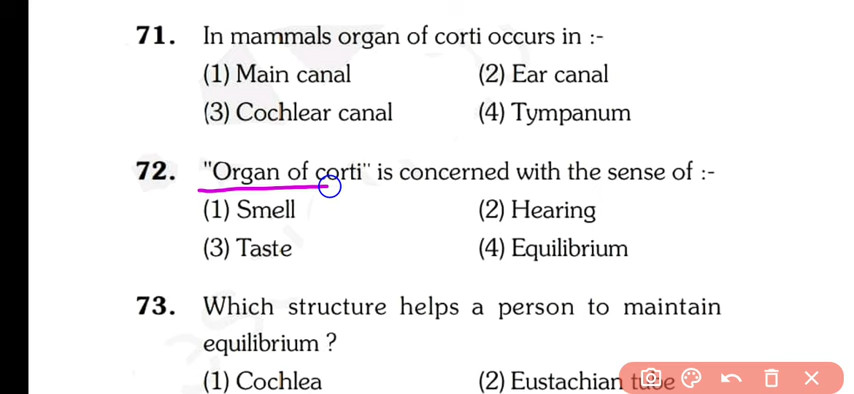 71. In mammals organ of corti occurs in :-
(1) Main canal (2) Ear canal
(3) Cochlear canal (4) Tympanum
72. "Organ of corti" is concerned with the sense of :-
(1) Smell (2) Hearing
(3) Taste (4) Equilibrium
73. Which structure helps a person to maintain
equilibrium ?
(1) Cochlea (2) Eustachian tube